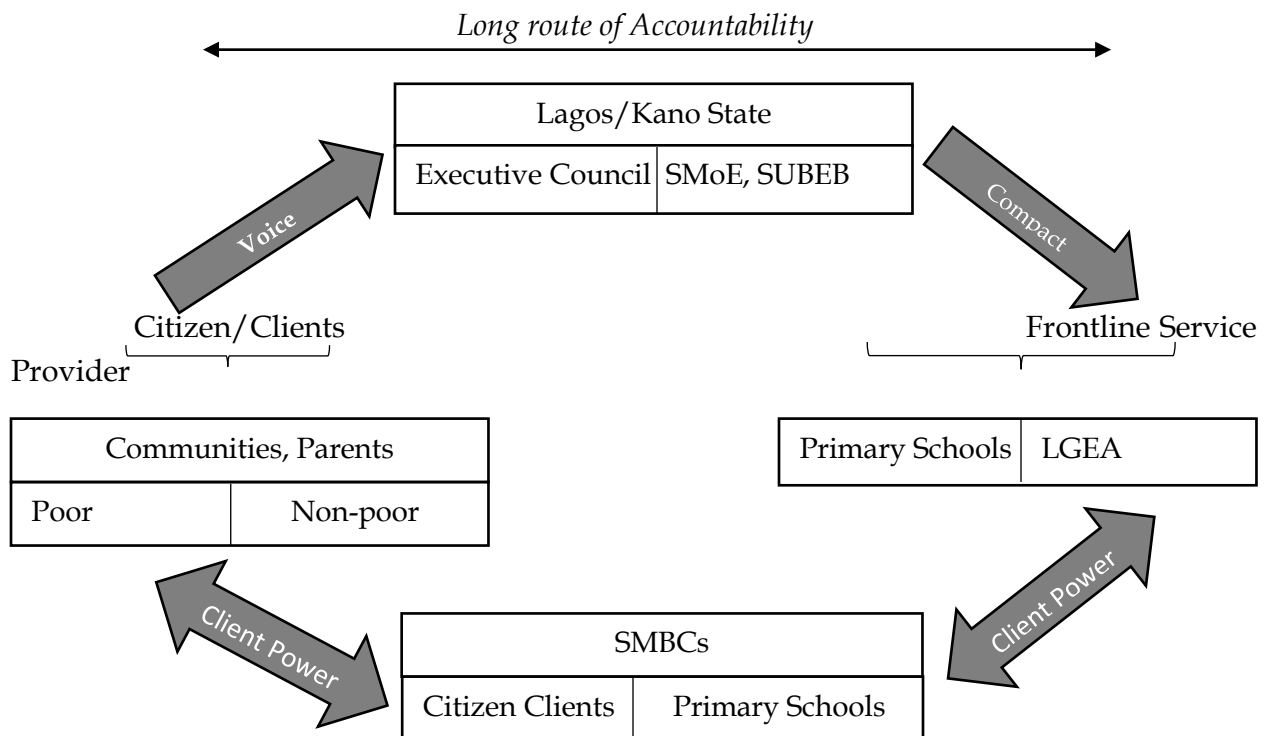 Long route of Accountability
Lagos/Kano State
Executive Council SMoE, SUBEB
Voice
Compact
Citizen/Clients Frontline Service
Provider
Communities, Parents
Poor Non-poor
Primary Schools LGEA
Client Power
Client Power
SMBCs
Citizen Clients Primary Schools